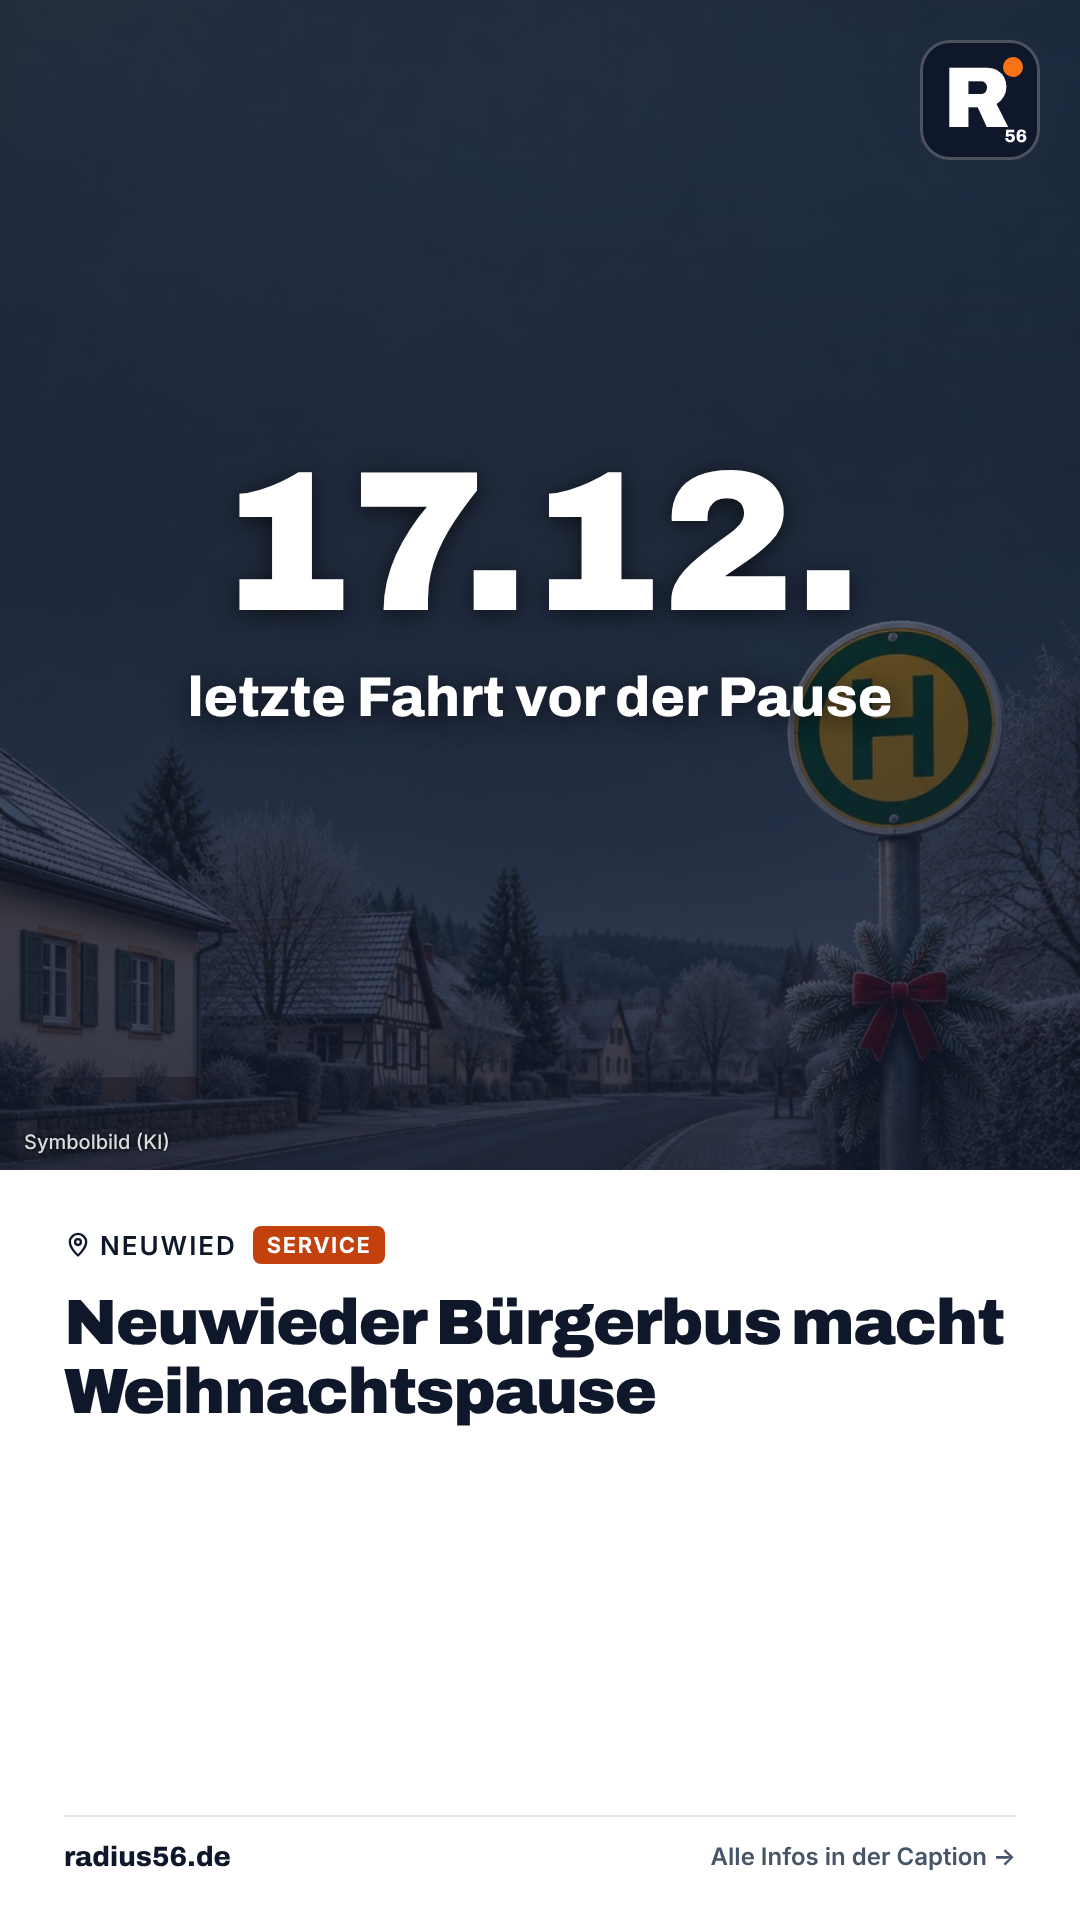 R
56
17.12.
letzte Fahrt vor der Pause
H
Symbolbild (KI)
NEUWIED SERVICE
Neuwieder Bürgerbus macht
Weihnachtspause
radius56.de
Alle Infos in der Caption →